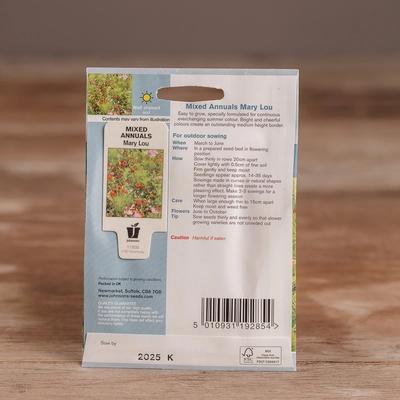 Well drained
soil
Contents may vary from illustration
MIXED
ANNUALS
Mary Lou
Mixed Annuals Mary Lou
Easy to grow, specially formulated for continuous
everchanging summer colour. Bright and cheerful
colours create an outstanding medium height border.
For outdoor sowing
When March to June
Where In a prepared seed bed in flowering
position
How Sow thinly in rows 20cm apart
Cover lightly with 0.5cm of fine soil
Firm gently and keep moist
Seedlings appear approx. 14-35 days
Sowings made in curves or natural shapes
rather than straight lines create a more
pleasing effect. Make 2-3 sowings for a
longer flowering season
Care When large enough thin to 15cm apart
Keep moist and weed free
Flowers June to October
Tip Sow seeds thinly and evenly so that slower
growing varieties are not crowded out
Caution Harmful if eaten
Packed in UK
Newmarket, Suffolk, CB8 7QB
www.johnsons-seeds.com
5 010931 192854 >
Sow by
2025 K
FSC
MIX